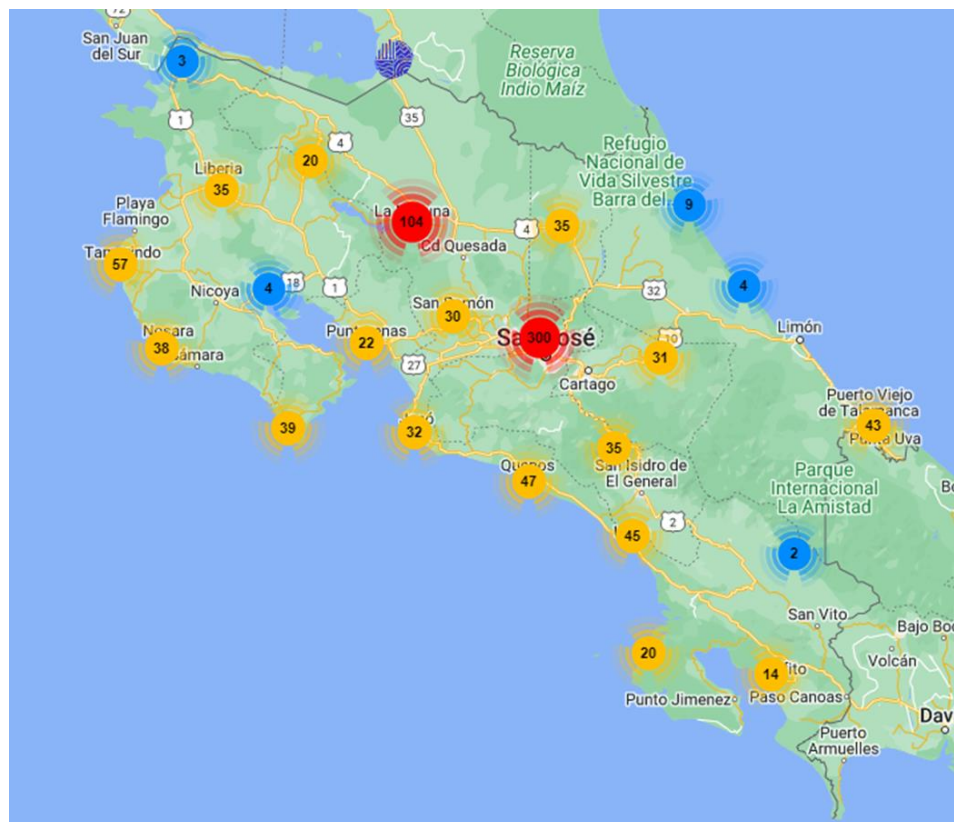 San Juan
del Sur
3
Reserva
Biológica
Indio Maíz
1
35
4
20
Liberia
35
Refugio
Nacional de
Vida Silvestre
Barra del...
9
Playa
Flamingo
104
4
35
Cd Quesada
57
4
18
1
Nicoya
32
4
San Ramón
30
300
Limón
38
22
27
10
31
Cartago
Puerto Viejo
de Talamanca
43
Punta Uva
39
32
35
San Isidro de
El General
47
Parque
Internacional
La Amistad
2
45
2
San Vito
Bajo
20
14
Volcán
Punto Jimenez
Paso Canoas
Puerto
Armuelles